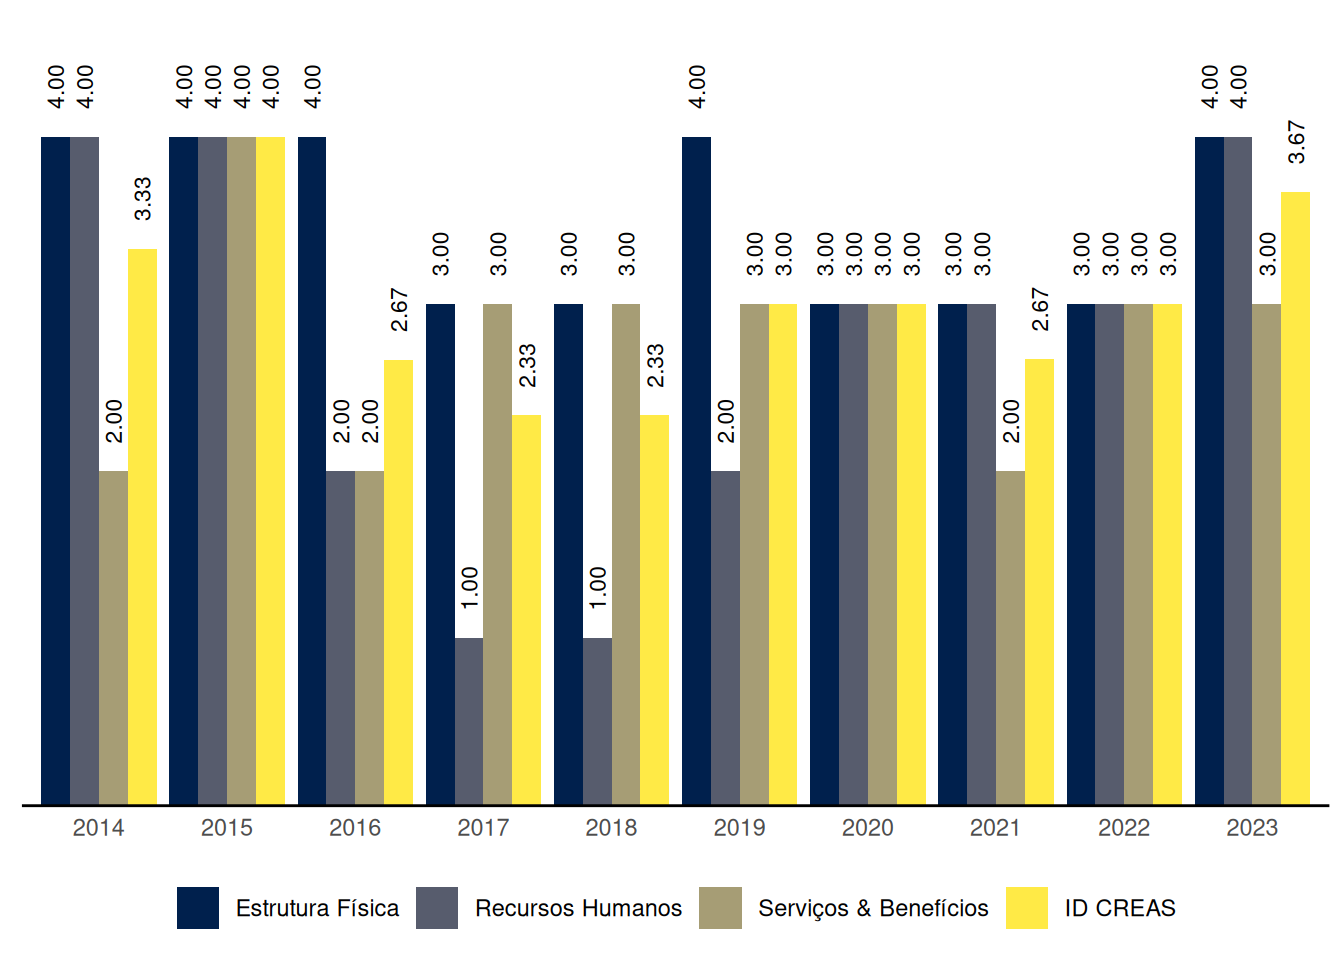 4.00 4.00 2.00 3.33
4.00 4.00 4.00 4.00
4.00 2.00 2.00 2.67
3.00 1.00 3.00 2.33
3.00 1.00 3.00 2.33
4.00 2.00 3.00 3.00
3.00 3.00 3.00 3.00
3.00 3.00 2.00 2.67
3.00 3.00 3.00 3.00
4.00 4.00 3.00 3.67
2014 2015 2016 2017 2018 2019 2020 2021 2022 2023
Estrutura Física Recursos Humanos Serviços & Benefícios ID CREAS